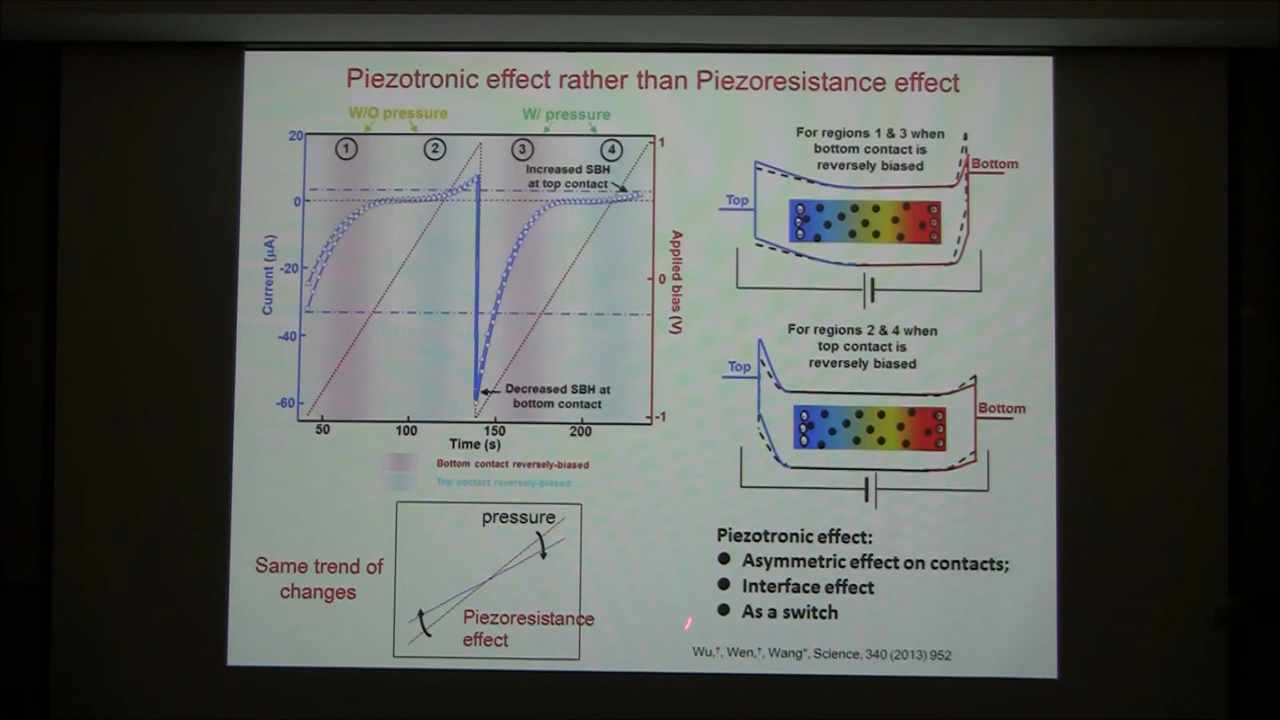 Piezotronic effect rather than Piezoresistance effect
W/O pressure
W/ pressure
1
2
3
4
20
0
-20
-40
-60
Current (µA)
50
100
150
200
Time (s)
1
0
-1
Applied bias (V)
Increased SBH
at top contact
Decreased SBH at
bottom contact
Bottom contact reversely-biased
Top contact reversely-biased
For regions 1 & 3 when
bottom contact is
reversely biased
Top
Bottom
For regions 2 & 4 when
top contact is
reversely biased
Top
Bottom
Same trend of
changes
pressure
Piezoresistance
effect
Piezotronic effect:
● Asymmetric effect on contacts;
● Interface effect
● As a switch
Wu,†, Wen,†, Wang*, Science, 340 (2013) 952